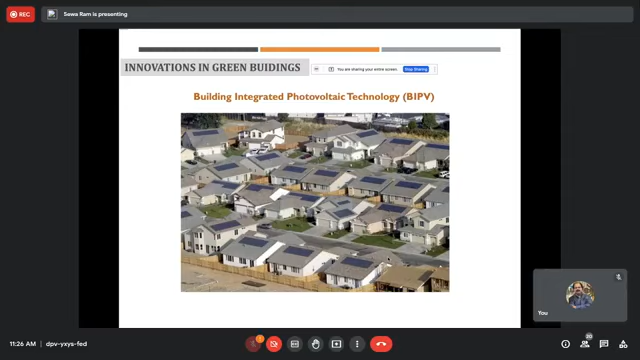 REC
Sewa Ram is presenting
INNOVATIONS IN GREEN BUIDINGS
You are sharing your entire screen.
Stop Sharing
Building Integrated Photovoltaic Technology (BIPV)
You
11:26 AM
dpv-yxys-fed